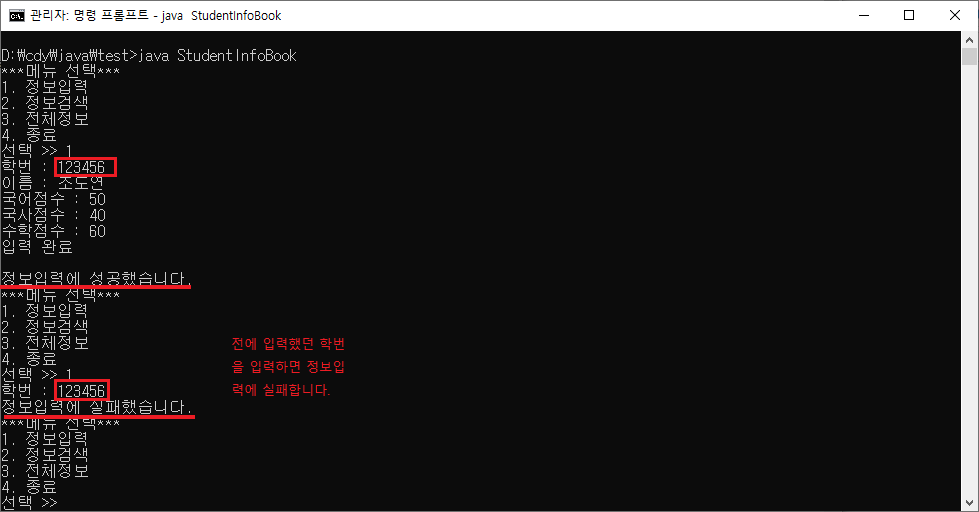 관리자: 명령 프롬프트 - java  StudentInfoBook
D:\cdy\java\test>java StudentInfoBook
***메뉴 선택***
1. 정보입력
2. 정보검색
3. 전체정보
4. 종료
선택 >> 1
학번 : 123456
이름 : 조도연
국어점수 : 50
국사점수 : 40
수학점수 : 60
입력 완료
정보입력에 성공했습니다.
***메뉴 선택***
1. 정보입력
2. 정보검색
3. 전체정보
4. 종료
선택 >> 1
학번 : 123456
정보입력에 실패했습니다.
전에 입력했던 학번
을 입력하면 정보입
력에 실패합니다.
***메뉴 선택***
1. 정보입력
2. 정보검색
3. 전체정보
4. 종료
선택 >>